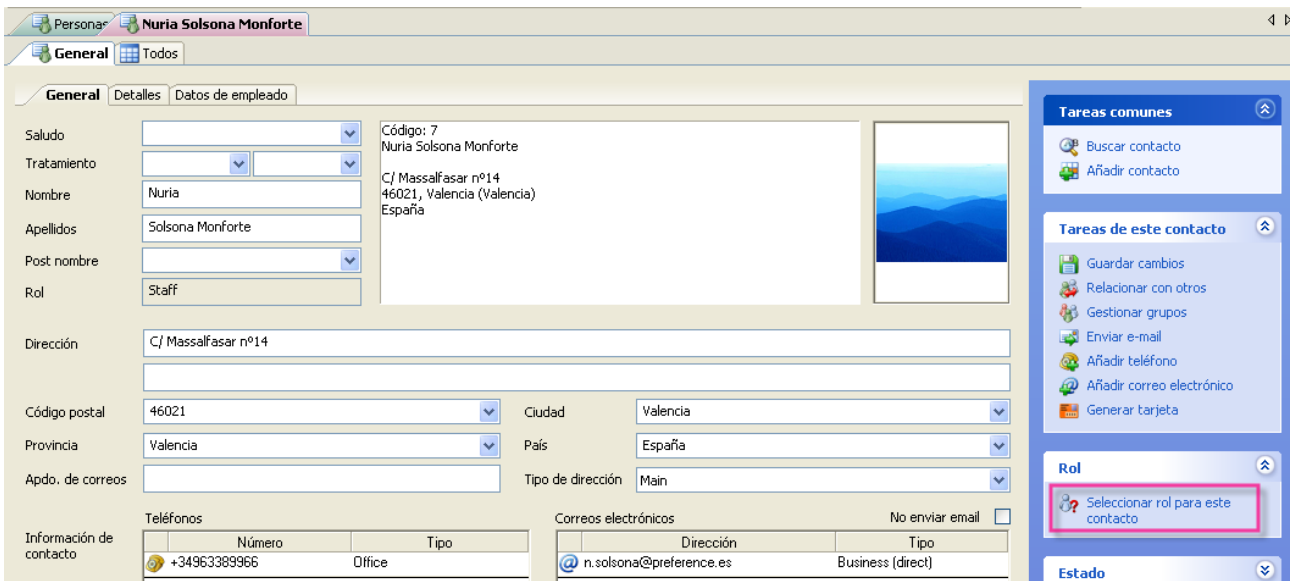 Personas
Nuria Solsona Monforte
General
Todos
General
Detalles
Datos de empleado
Saludo
Tratamiento
Nombre
Nuria
Apellidos
Solsona Monforte
Post nombre
Rol
Staff
Código: 7
Nuria Solsona Monforte
C/ Massalfasar nº14
46021, Valencia (Valencia)
España
Dirección
C/ Massalfasar nº14
Código postal
46021
Ciudad
Valencia
Provincia
Valencia
País
España
Apdo. de correos
Tipo de dirección
Main
Información de
contacto
Teléfonos
Número
Tipo
+34963389966
Office
Correos electrónicos
No enviar email
Dirección
Tipo
n.solsona@preference.es
Business (direct)
Tareas comunes
Buscar contacto
Añadir contacto
Tareas de este contacto
Guardar cambios
Relacionar con otros
Gestionar grupos
Enviar e-mail
Añadir teléfono
Añadir correo electrónico
Generar tarjeta
Rol
Seleccionar rol para este
contacto
Estado